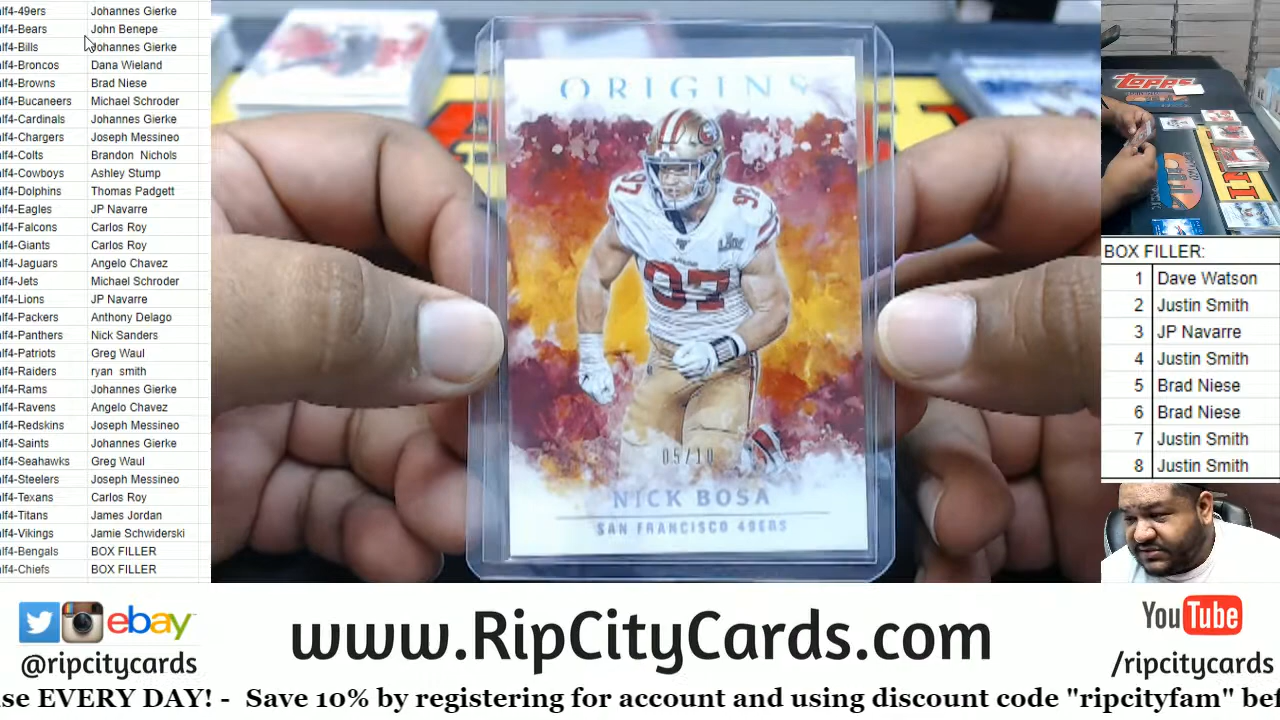 lf4-49ers Johannes Gierke
lf4-Bears John Benepe
lf4-Bills Johannes Gierke
lf4-Broncos Dana Wieland
lf4-Browns Brad Niese
lf4-Bucaneers Michael Schroder
lf4-Cardinals Johannes Gierke
lf4-Chargers Joseph Messineo
lf4-Colts Brandon Nichols
lf4-Cowboys Ashley Stump
lf4-Dolphins Thomas Padgett
lf4-Eagles JP Navarre
lf4-Falcons Carlos Roy
lf4-Giants Carlos Roy
lf4-Jaguars Angelo Chavez
lf4-Jets Michael Schroder
lf4-Lions JP Navarre
lf4-Packers Anthony Delago
lf4-Panthers Nick Sanders
lf4-Patriots Greg Waul
lf4-Raiders ryan smith
lf4-Rams Johannes Gierke
lf4-Ravens Angelo Chavez
lf4-Redskins Joseph Messineo
lf4-Saints Johannes Gierke
lf4-Seahawks Greg Waul
lf4-Steelers Joseph Messineo
lf4-Texans Carlos Roy
lf4-Titans James Jordan
lf4-Vikings Jamie Schwiderski
lf4-Bengals BOX FILLER
lf4-Chiefs BOX FILLER
ORIGINS
97
97
97
05/10
NICK BOSA
SAN FRANCISCO 49ERS
Topps
BOX FILLER:
1 Dave Watson
2 Justin Smith
3 JP Navarre
4 Justin Smith
5 Brad Niese
6 Brad Niese
7 Justin Smith
8 Justin Smith
ebay
@ripcitycards
www.RipCityCards.com
YouTube
/ripcitycards
se EVERY DAY! - Save 10% by registering for account and using discount code "ripcityfam" bef